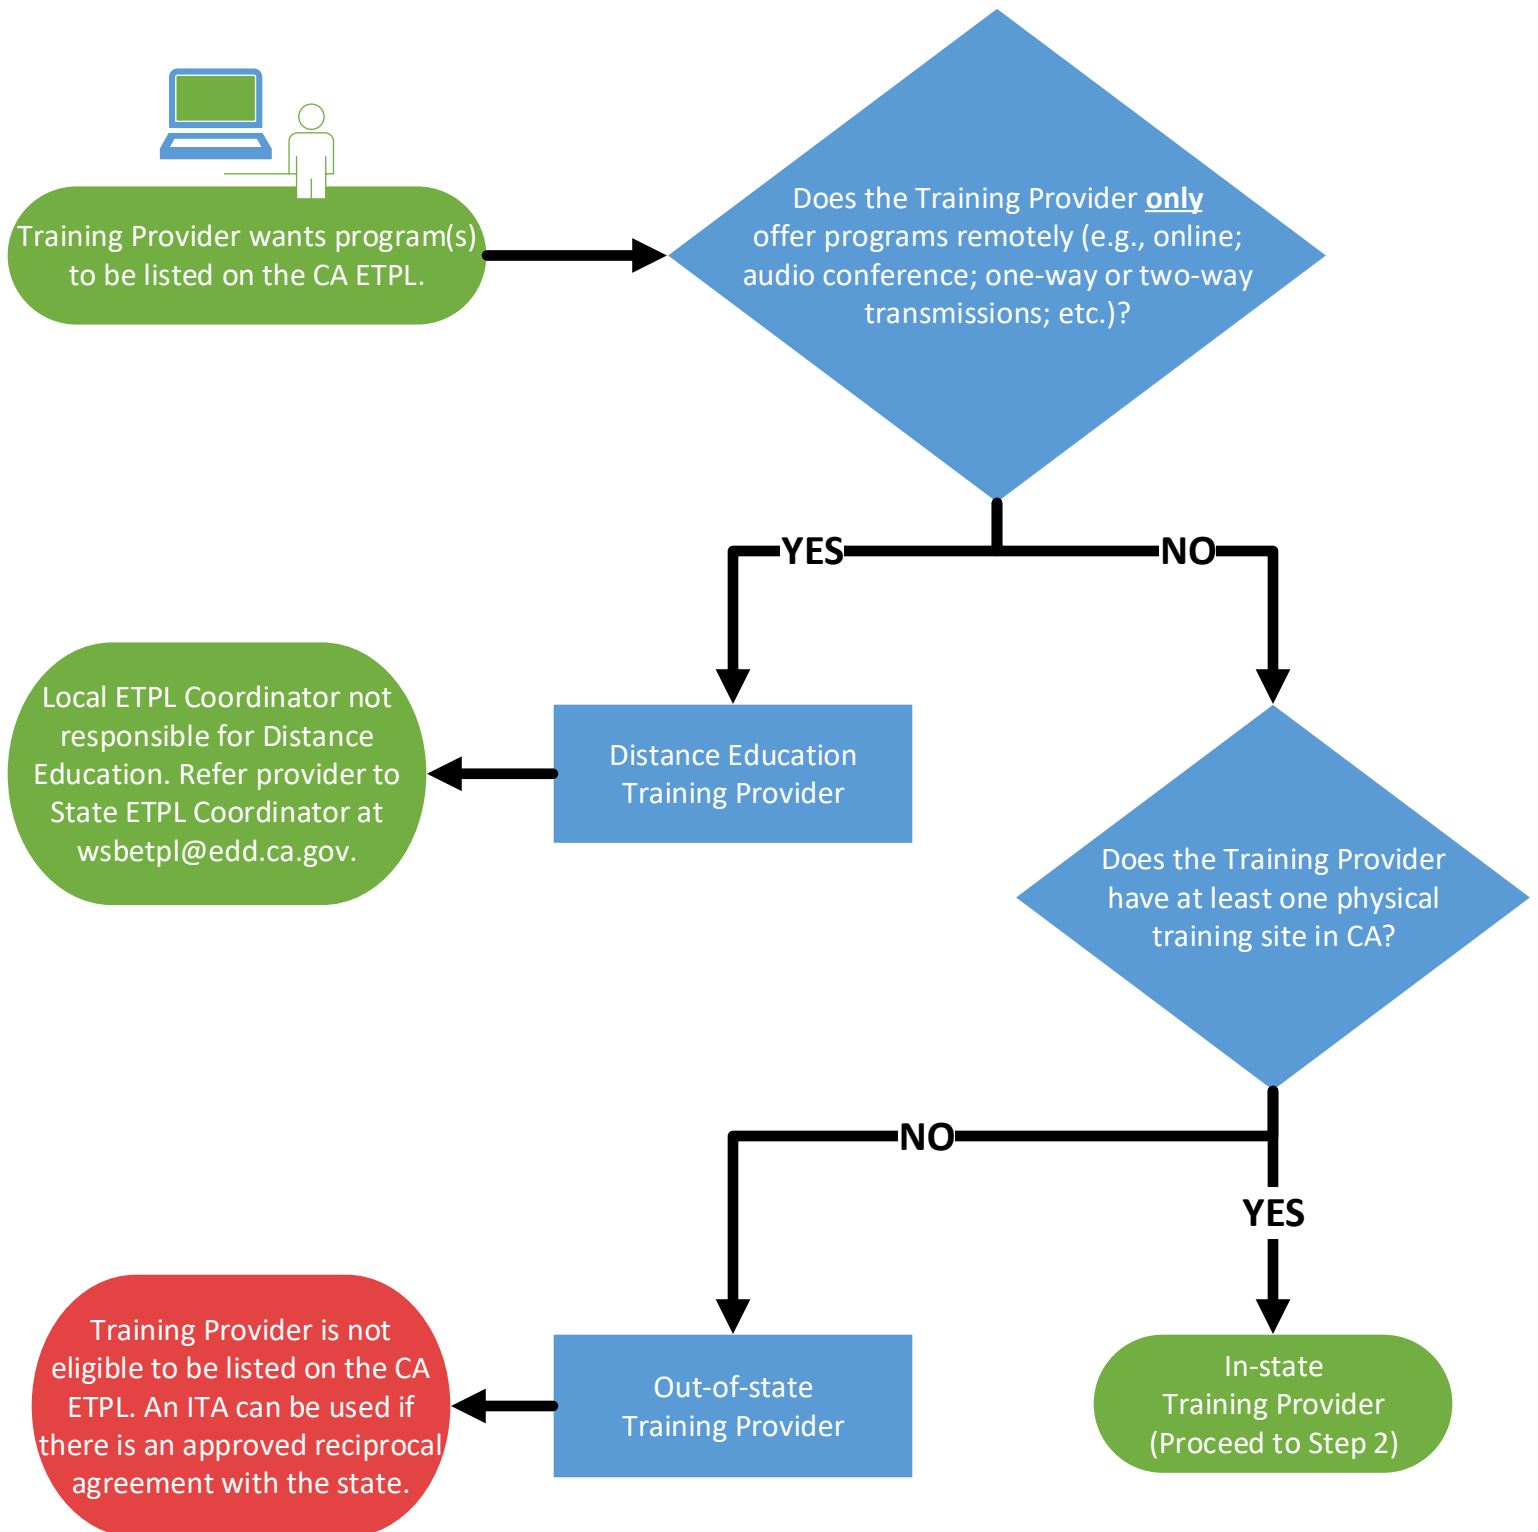 Training Provider wants program(s)
to be listed on the CA ETPL.
Does the Training Provider only
offer programs remotely (e.g., online;
audio conference; one-way or two-way
transmissions; etc.)?
YES
NO
Local ETPL Coordinator not
responsible for Distance
Education. Refer provider to
State ETPL Coordinator at
wsbetpl@edd.ca.gov.
Distance Education
Training Provider
Does the Training Provider
have at least one physical
training site in CA?
NO
YES
Training Provider is not
eligible to be listed on the CA
ETPL. An ITA can be used if
there is an approved reciprocal
agreement with the state.
Out-of-state
Training Provider
In-state
Training Provider
(Proceed to Step 2)